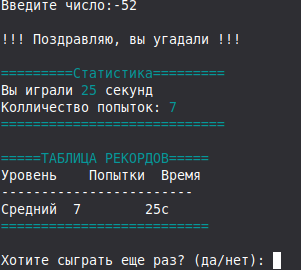 Введите число:-52
!!! Поздравляю, вы угадали !!!
=========Статистика=========
Вы играли 25 секунд
Колличество попыток: 7
============================
=====ТАБЛИЦА РЕКОРДОВ=====
Уровень    Попытки  Время
------------------------
Средний  7        25с
==========================
Хотите сыграть еще раз? (да/нет):